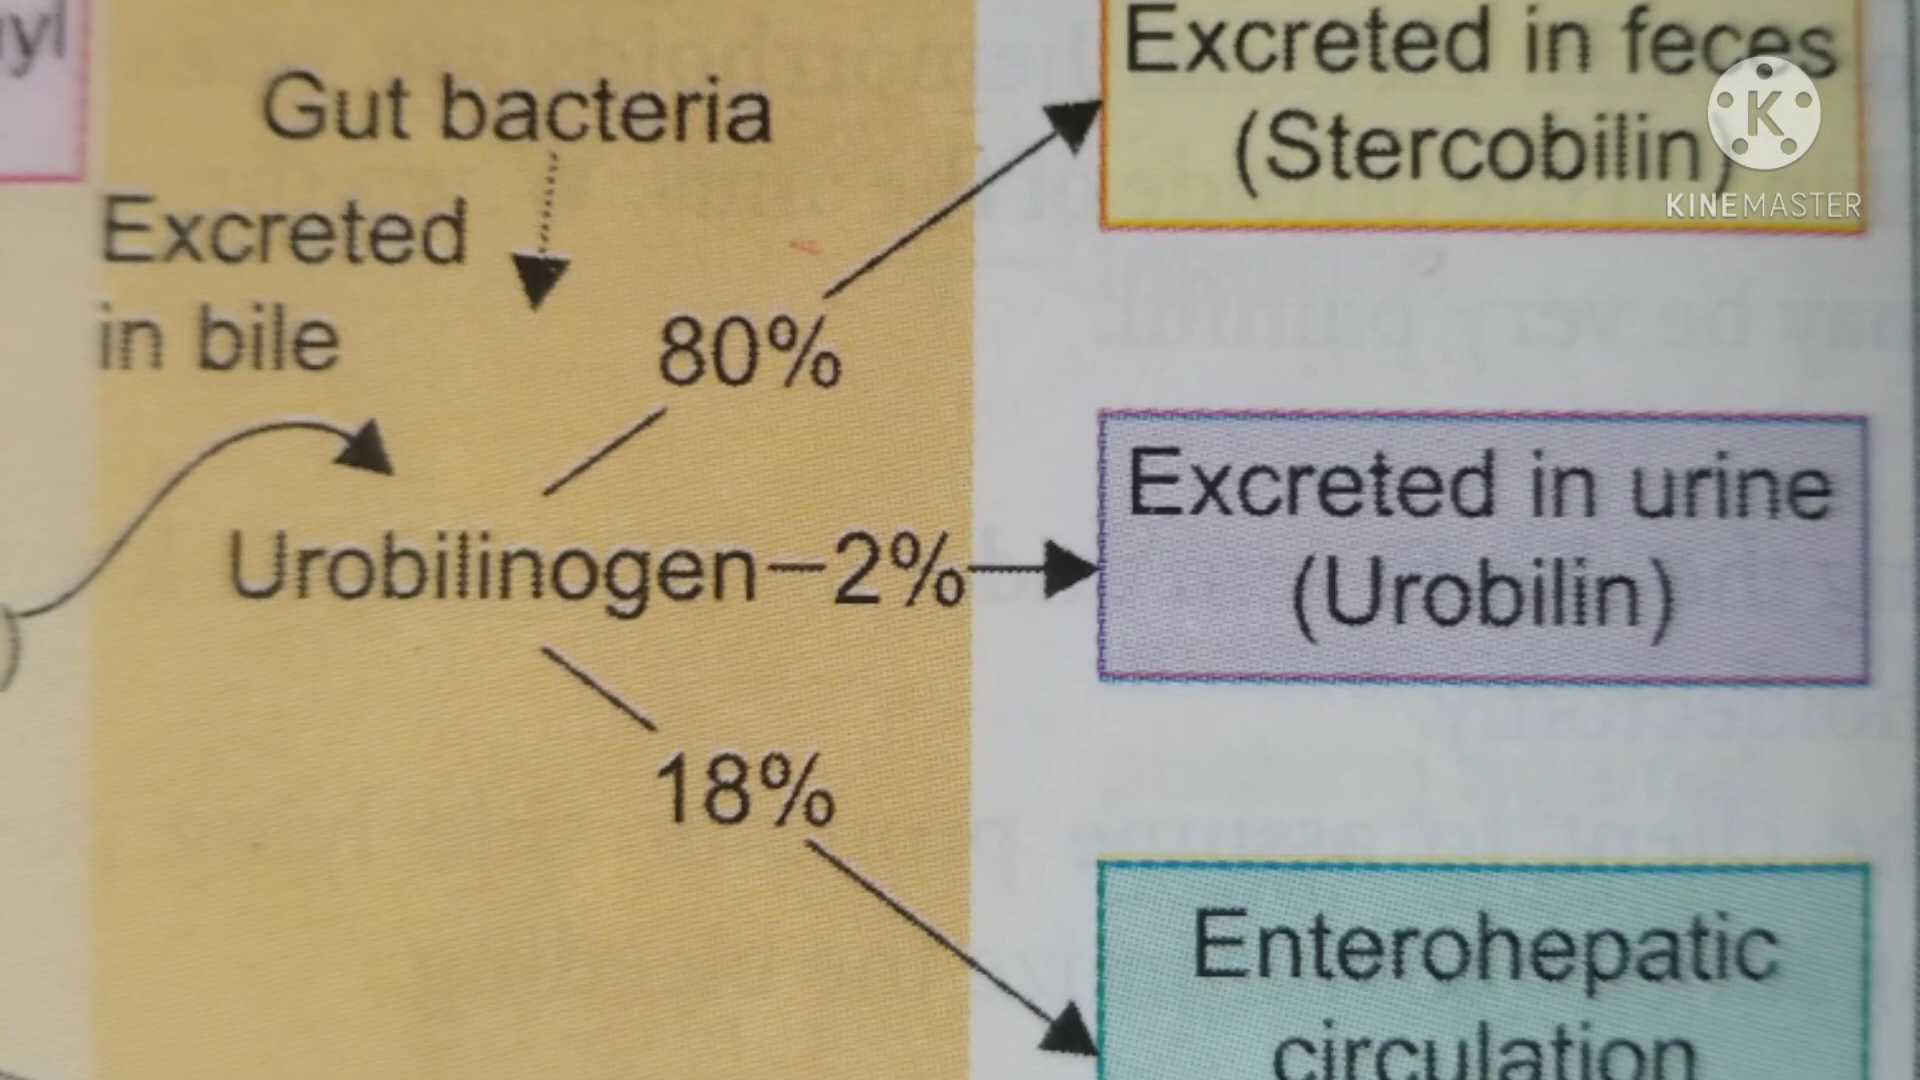 yl
Gut bacteria
Excreted
in bile
80%
Urobilinogen–2%
18%
Excreted in feces
(Stercobilin)
K
KINEMASTER
Excreted in urine
(Urobilin)
Enterohepatic
circulation